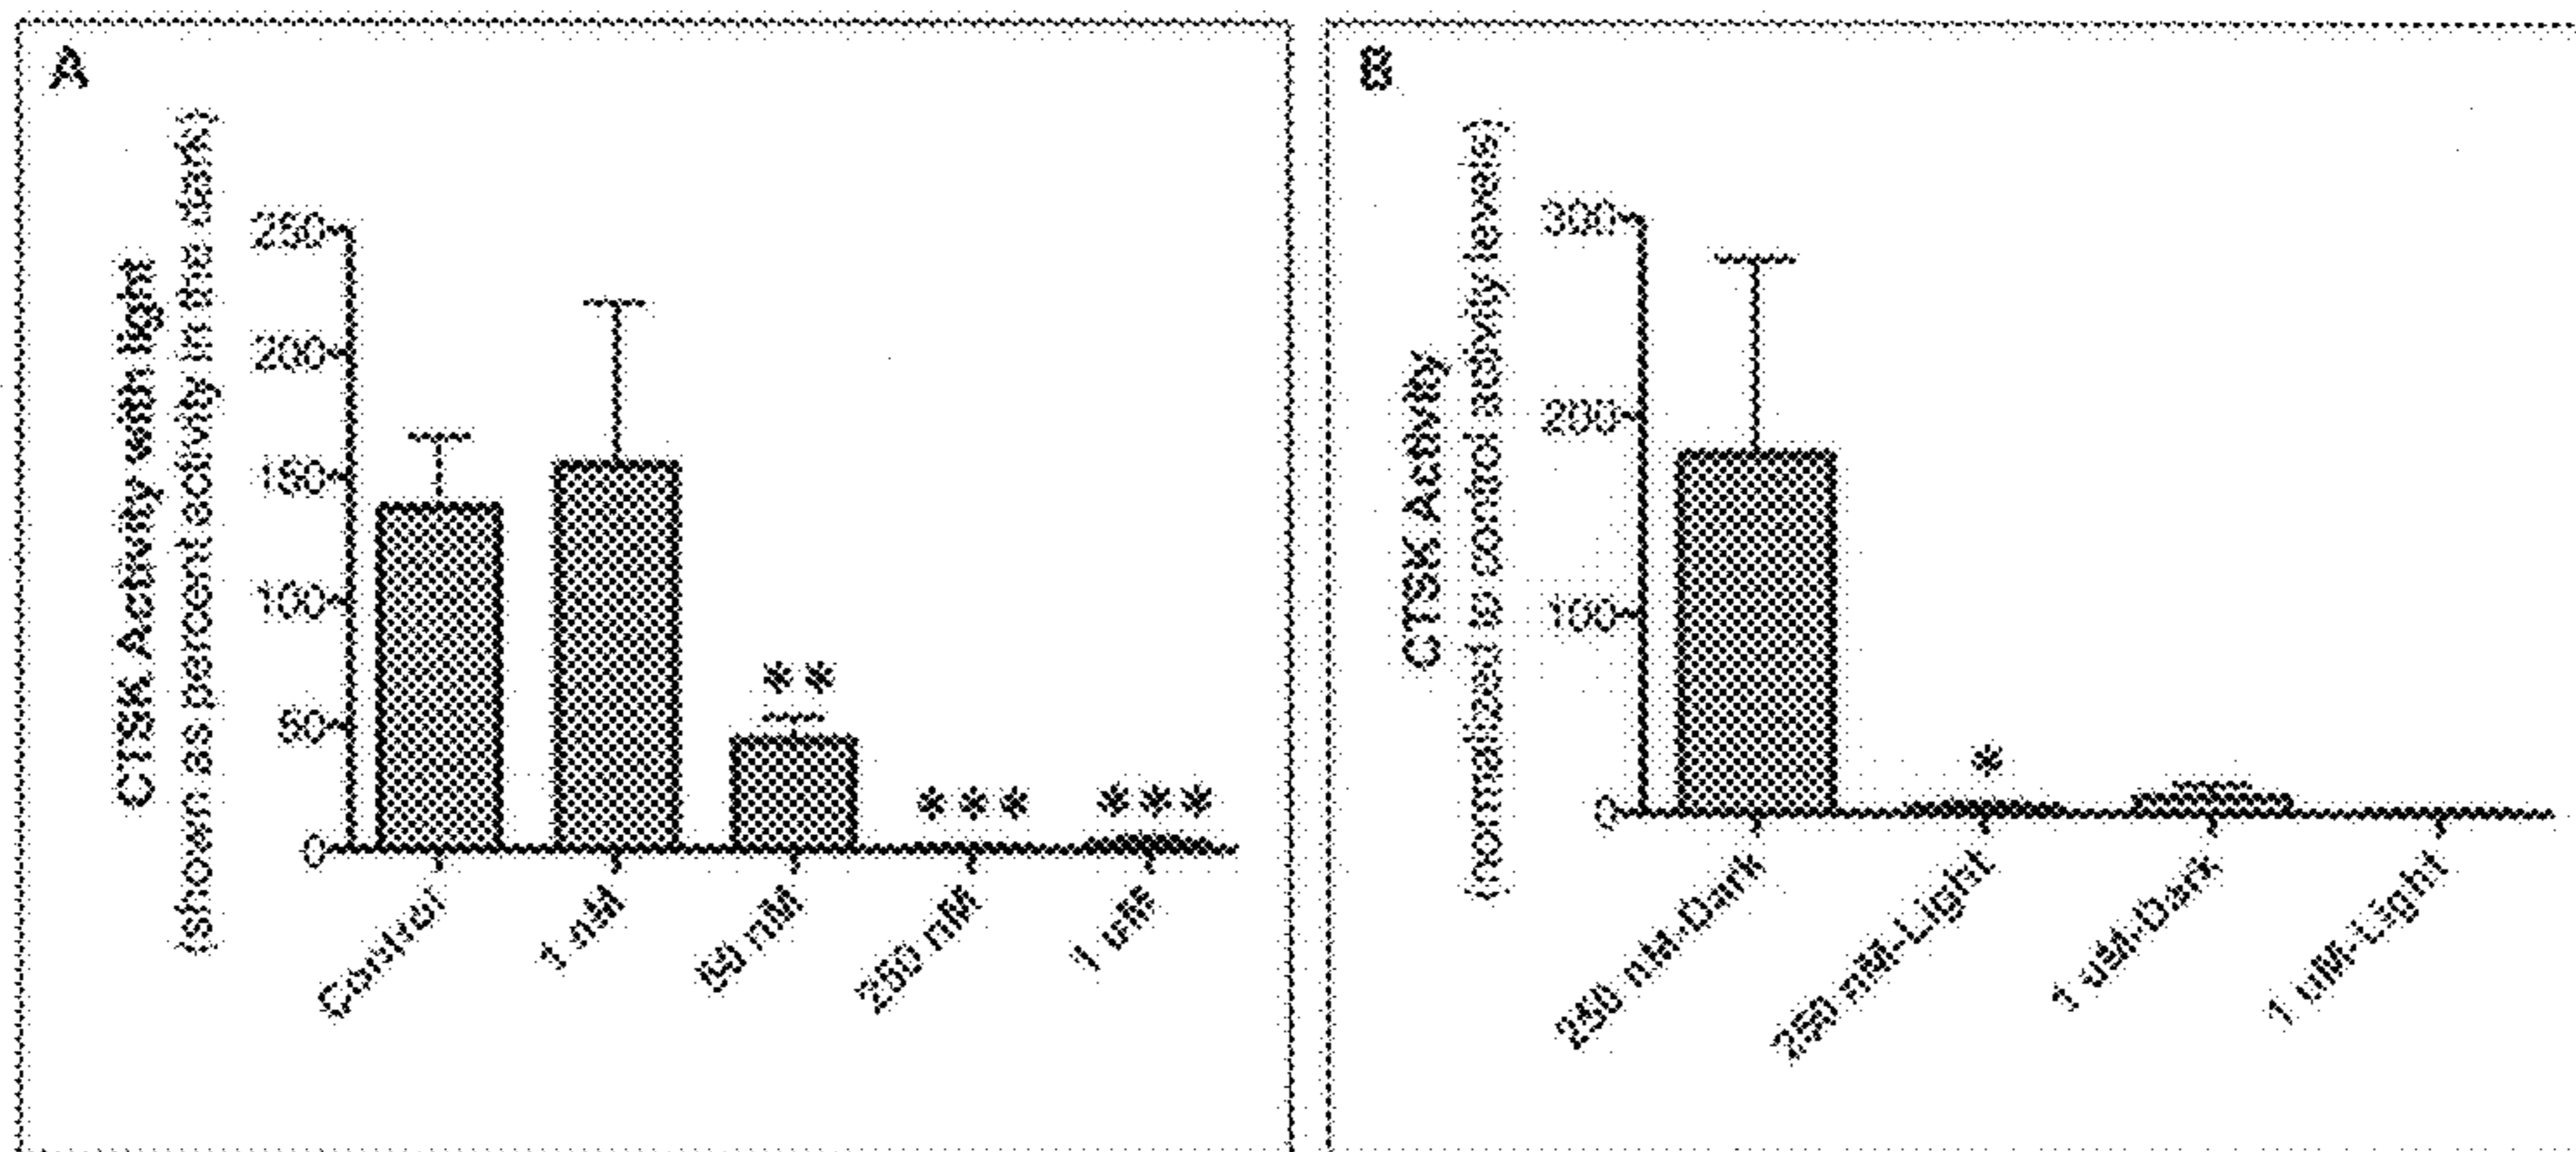 A
CTSK Activity with light
(shown as percent activity in the dark)
250
200
150
100
50
0
**
***
***
Control
1 nM
50 nM
250 nM
1 uM
B
CTSK Activity
(normalized to control activity levels)
300
200
100
0
*
250 nM-Dark
250 nM-Light
1 uM-Dark
1 uM-Light